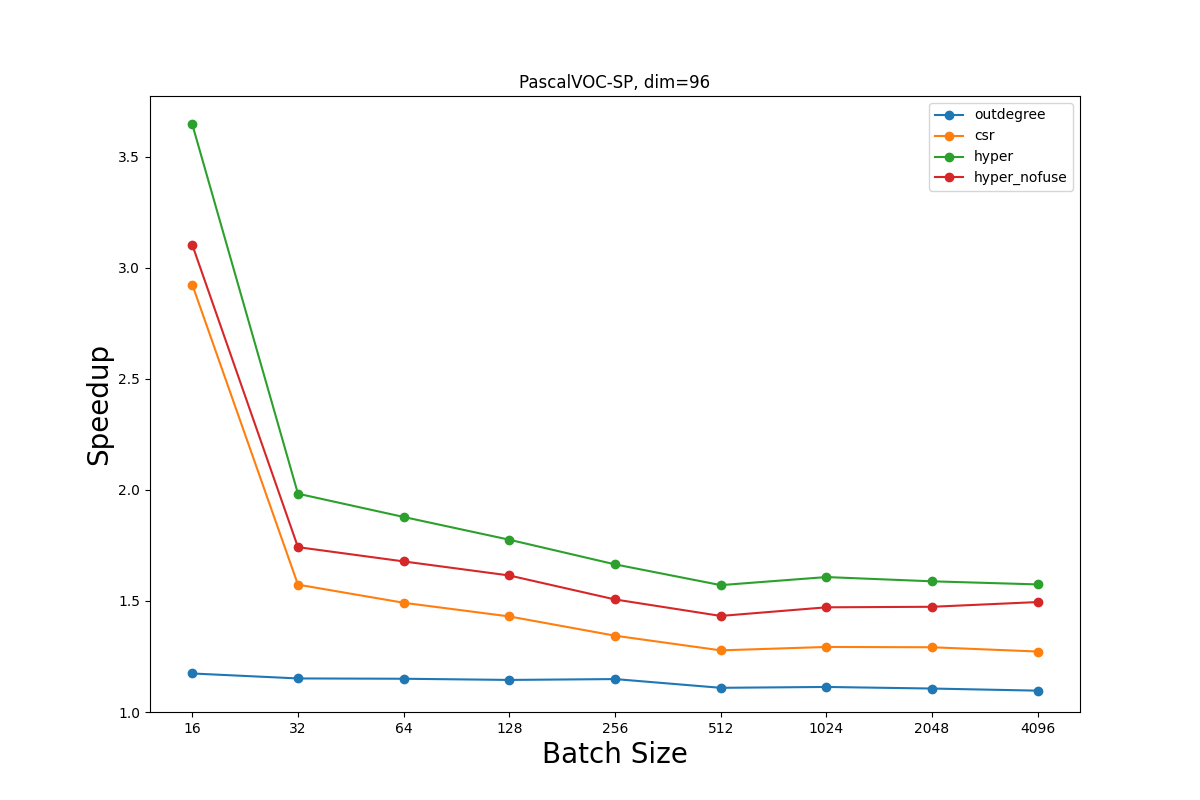 PascalVOC-SP, dim=96
outdegree
csr
hyper
hyper_nofuse
Speedup
3.5
3.0
2.5
2.0
1.5
1.0
16 32 64 128 256 512 1024 2048 4096
Batch Size